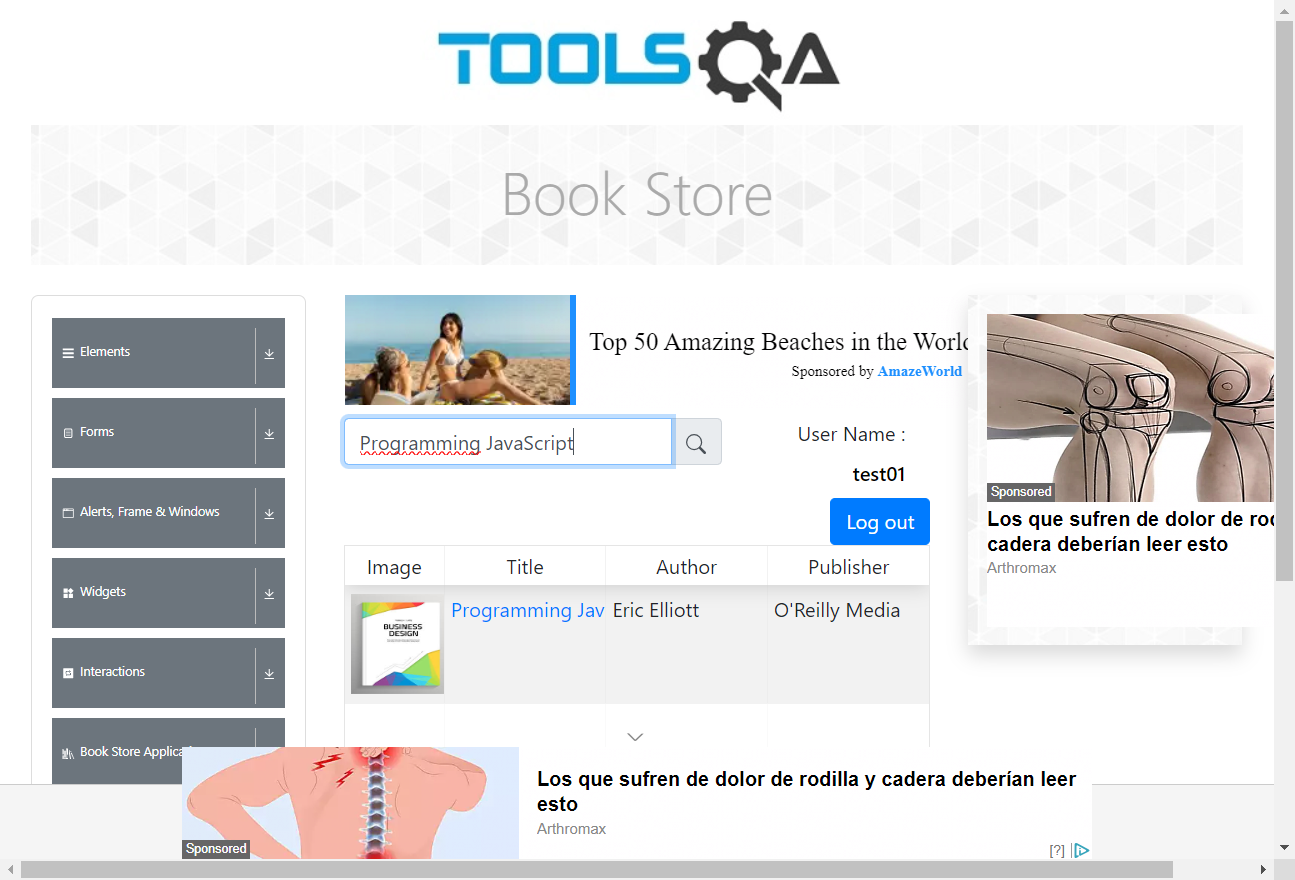 TOOLSQA
Book Store
Elements
Forms
Alerts, Frame & Windows
Widgets
Interactions
Book Store Applica
Top 50 Amazing Beaches in the World
Sponsored by AmazeWorld
Programming JavaScript
User Name :
test01
Log out
Image Title Author Publisher
BUSINESS
DESIGN
Programming Jav Eric Elliott O'Reilly Media
Sponsored
Los que sufren de dolor de rod
cadera deberían leer esto
Arthromax
Sponsored
Los que sufren de dolor de rodilla y cadera deberían leer
esto
Arthromax
[?]